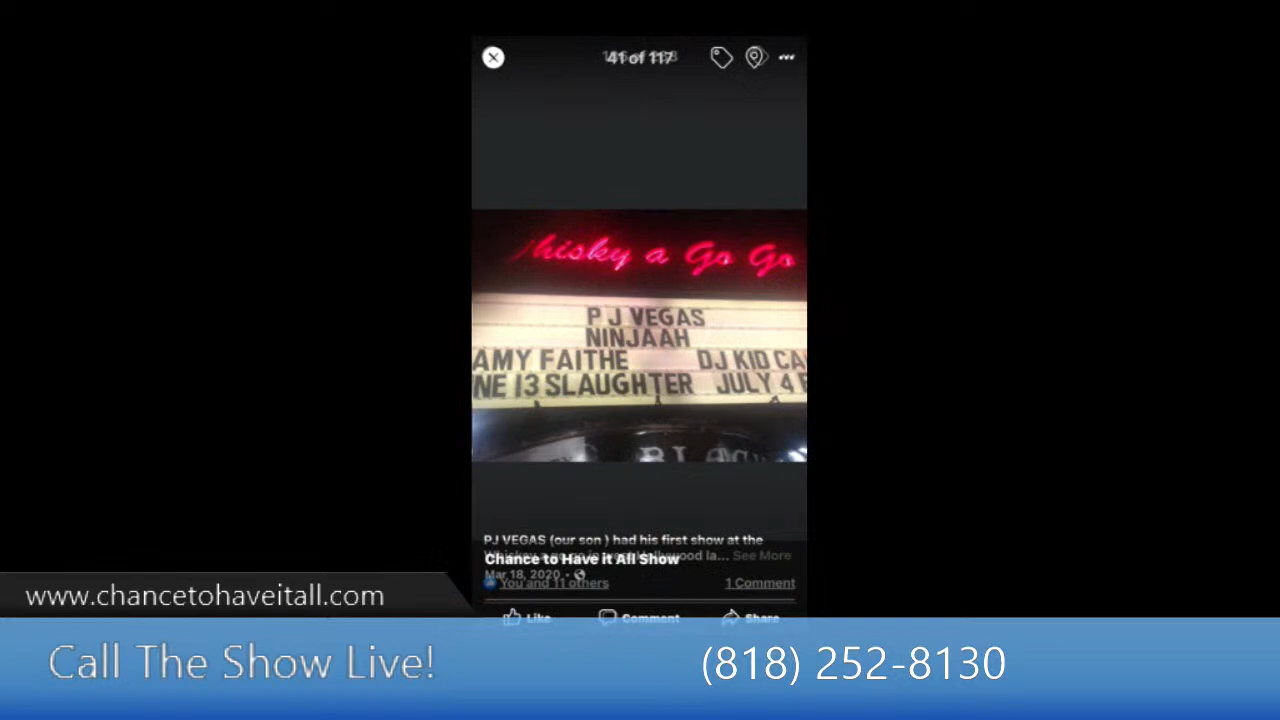 41 of 117
hisky a Go Go
P J VEGAS
NINJAAH
AMY FAITHE DJ KID CA
NE 13 SLAUGHTER JULY 4
PJ VEGAS (our son ) had his first show at the
la... See More
Chance to Have it All Show
Mar 18, 2020
You and 11 others 1 Comment
Like Comment Share
www.chancetohaveitall.com
Call The Show Live! (818) 252-8130